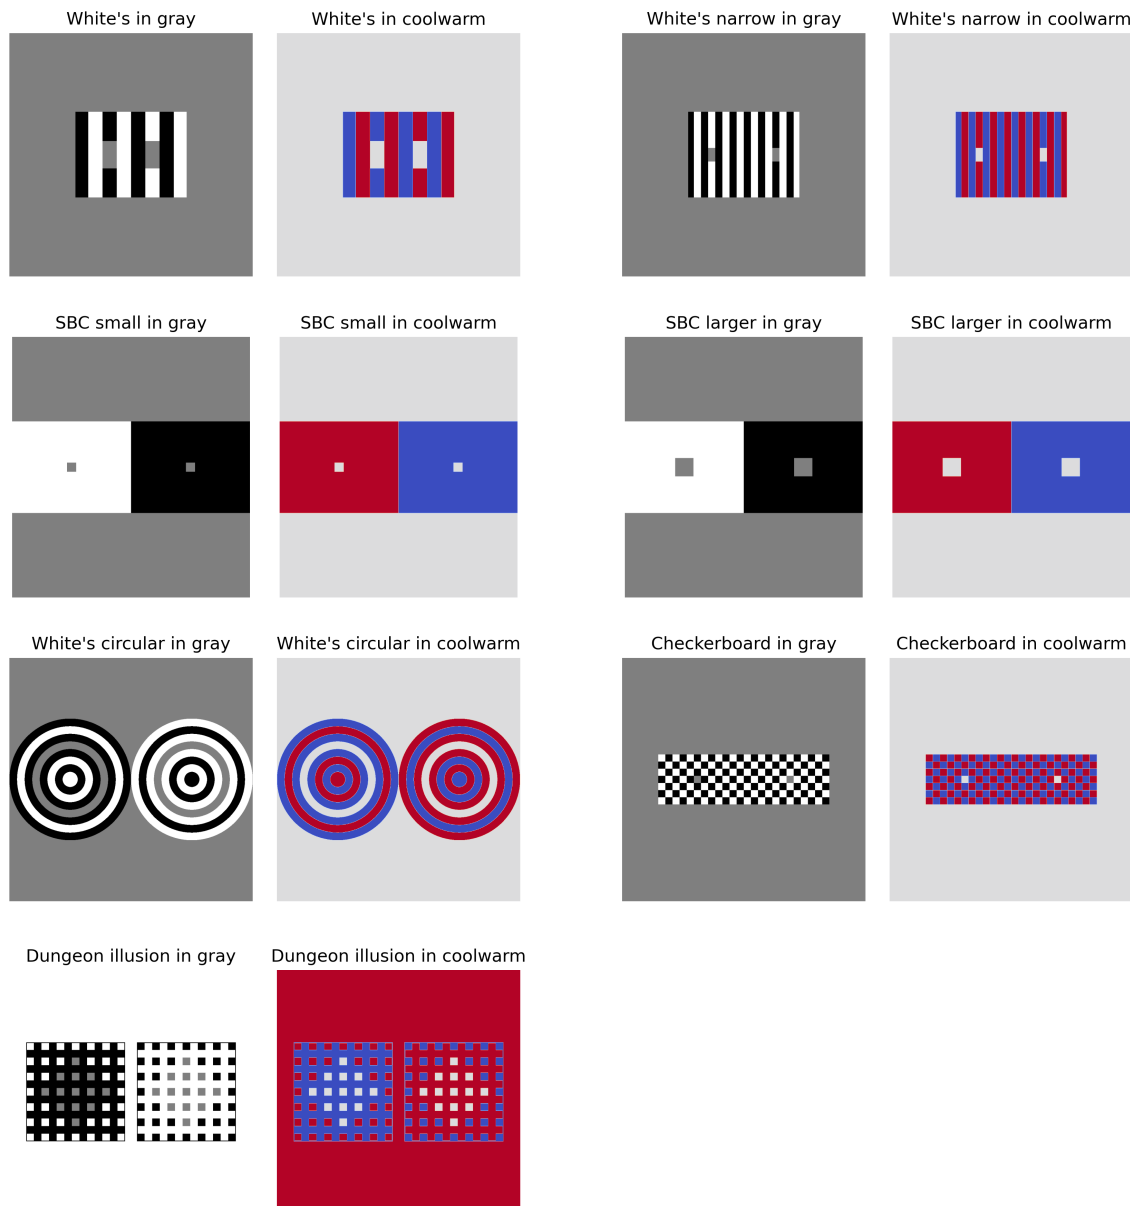 White's in gray
White's in coolwarm
White's narrow in gray
White's narrow in coolwarm
SBC small in gray
SBC small in coolwarm
SBC larger in gray
SBC larger in coolwarm
White's circular in gray
White's circular in coolwarm
Checkerboard in gray
Checkerboard in coolwarm
Dungeon illusion in gray
Dungeon illusion in coolwarm